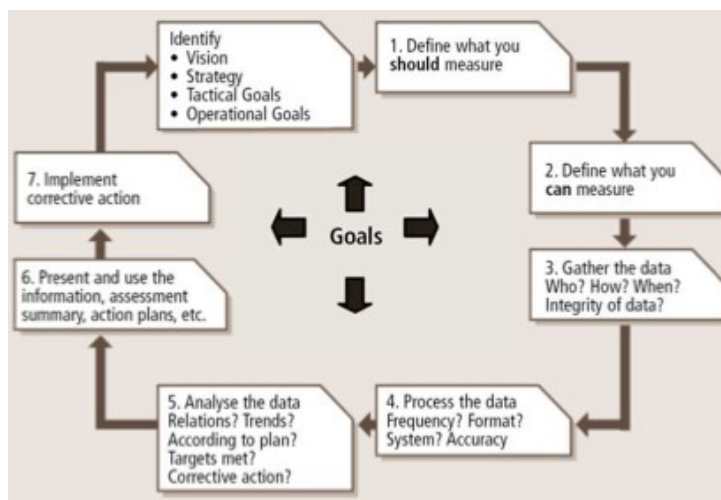 Identify
• Vision
• Strategy
• Tactical Goals
• Operational Goals
1. Define what you
should measure
2. Define what you
can measure
3. Gather the data
Who? How? When?
Integrity of data?
4. Process the data
Frequency? Format?
System? Accuracy
5. Analyse the data
Relations? Trends?
According to plan?
Targets met?
Corrective action?
6. Present and use the
information, assessment
summary, action plans, etc.
7. Implement
corrective action
Goals